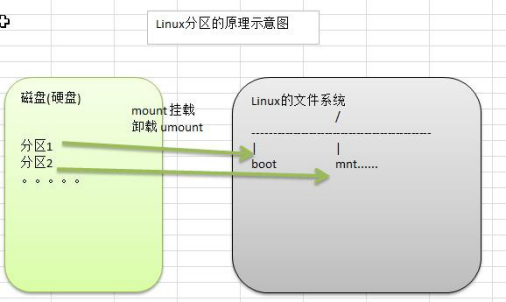 Linux分区的原理示意图
磁盘(硬盘)
mount 挂载
卸载 umount
分区1
分区2
。。。。。
Linux的文件系统
/
--------------------------------------------
| |
boot mnt......